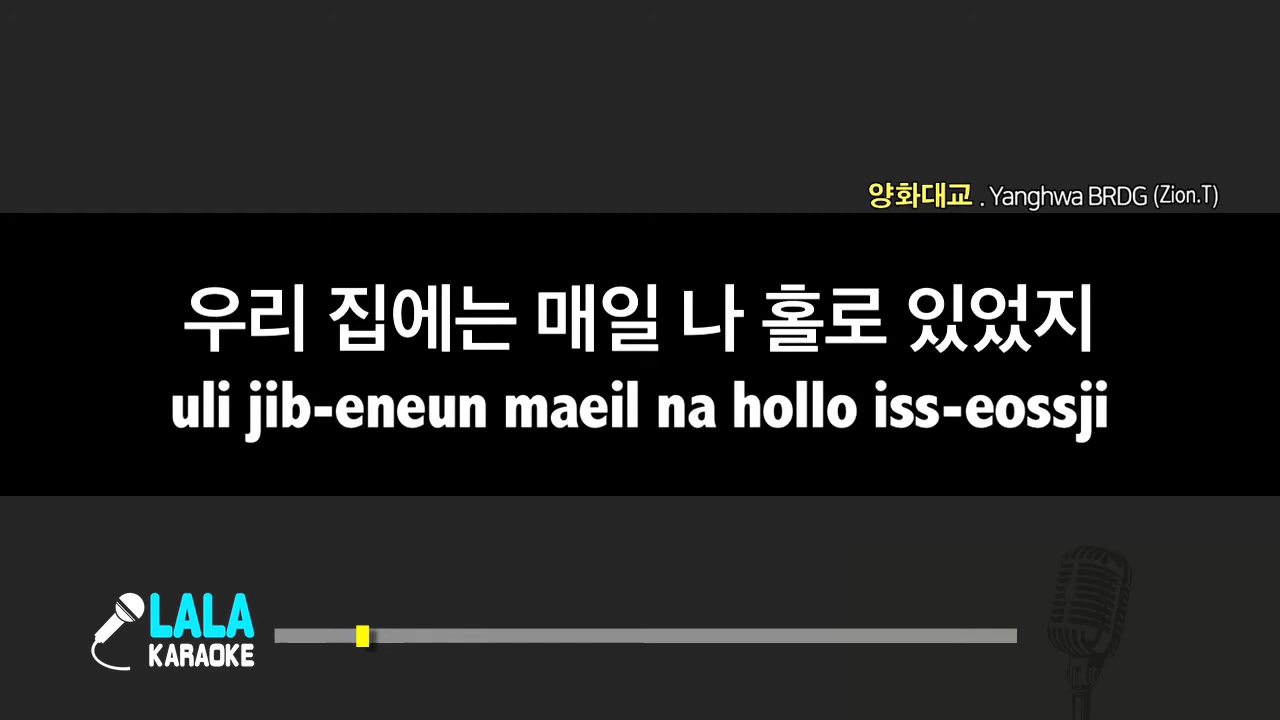 양화대교 . Yanghwa BRDG (Zion.T)
우리 집에는 매일 나 홀로 있었지
uli jib-eneun maeil na hollo iss-eossji
LALA
KARAOKE